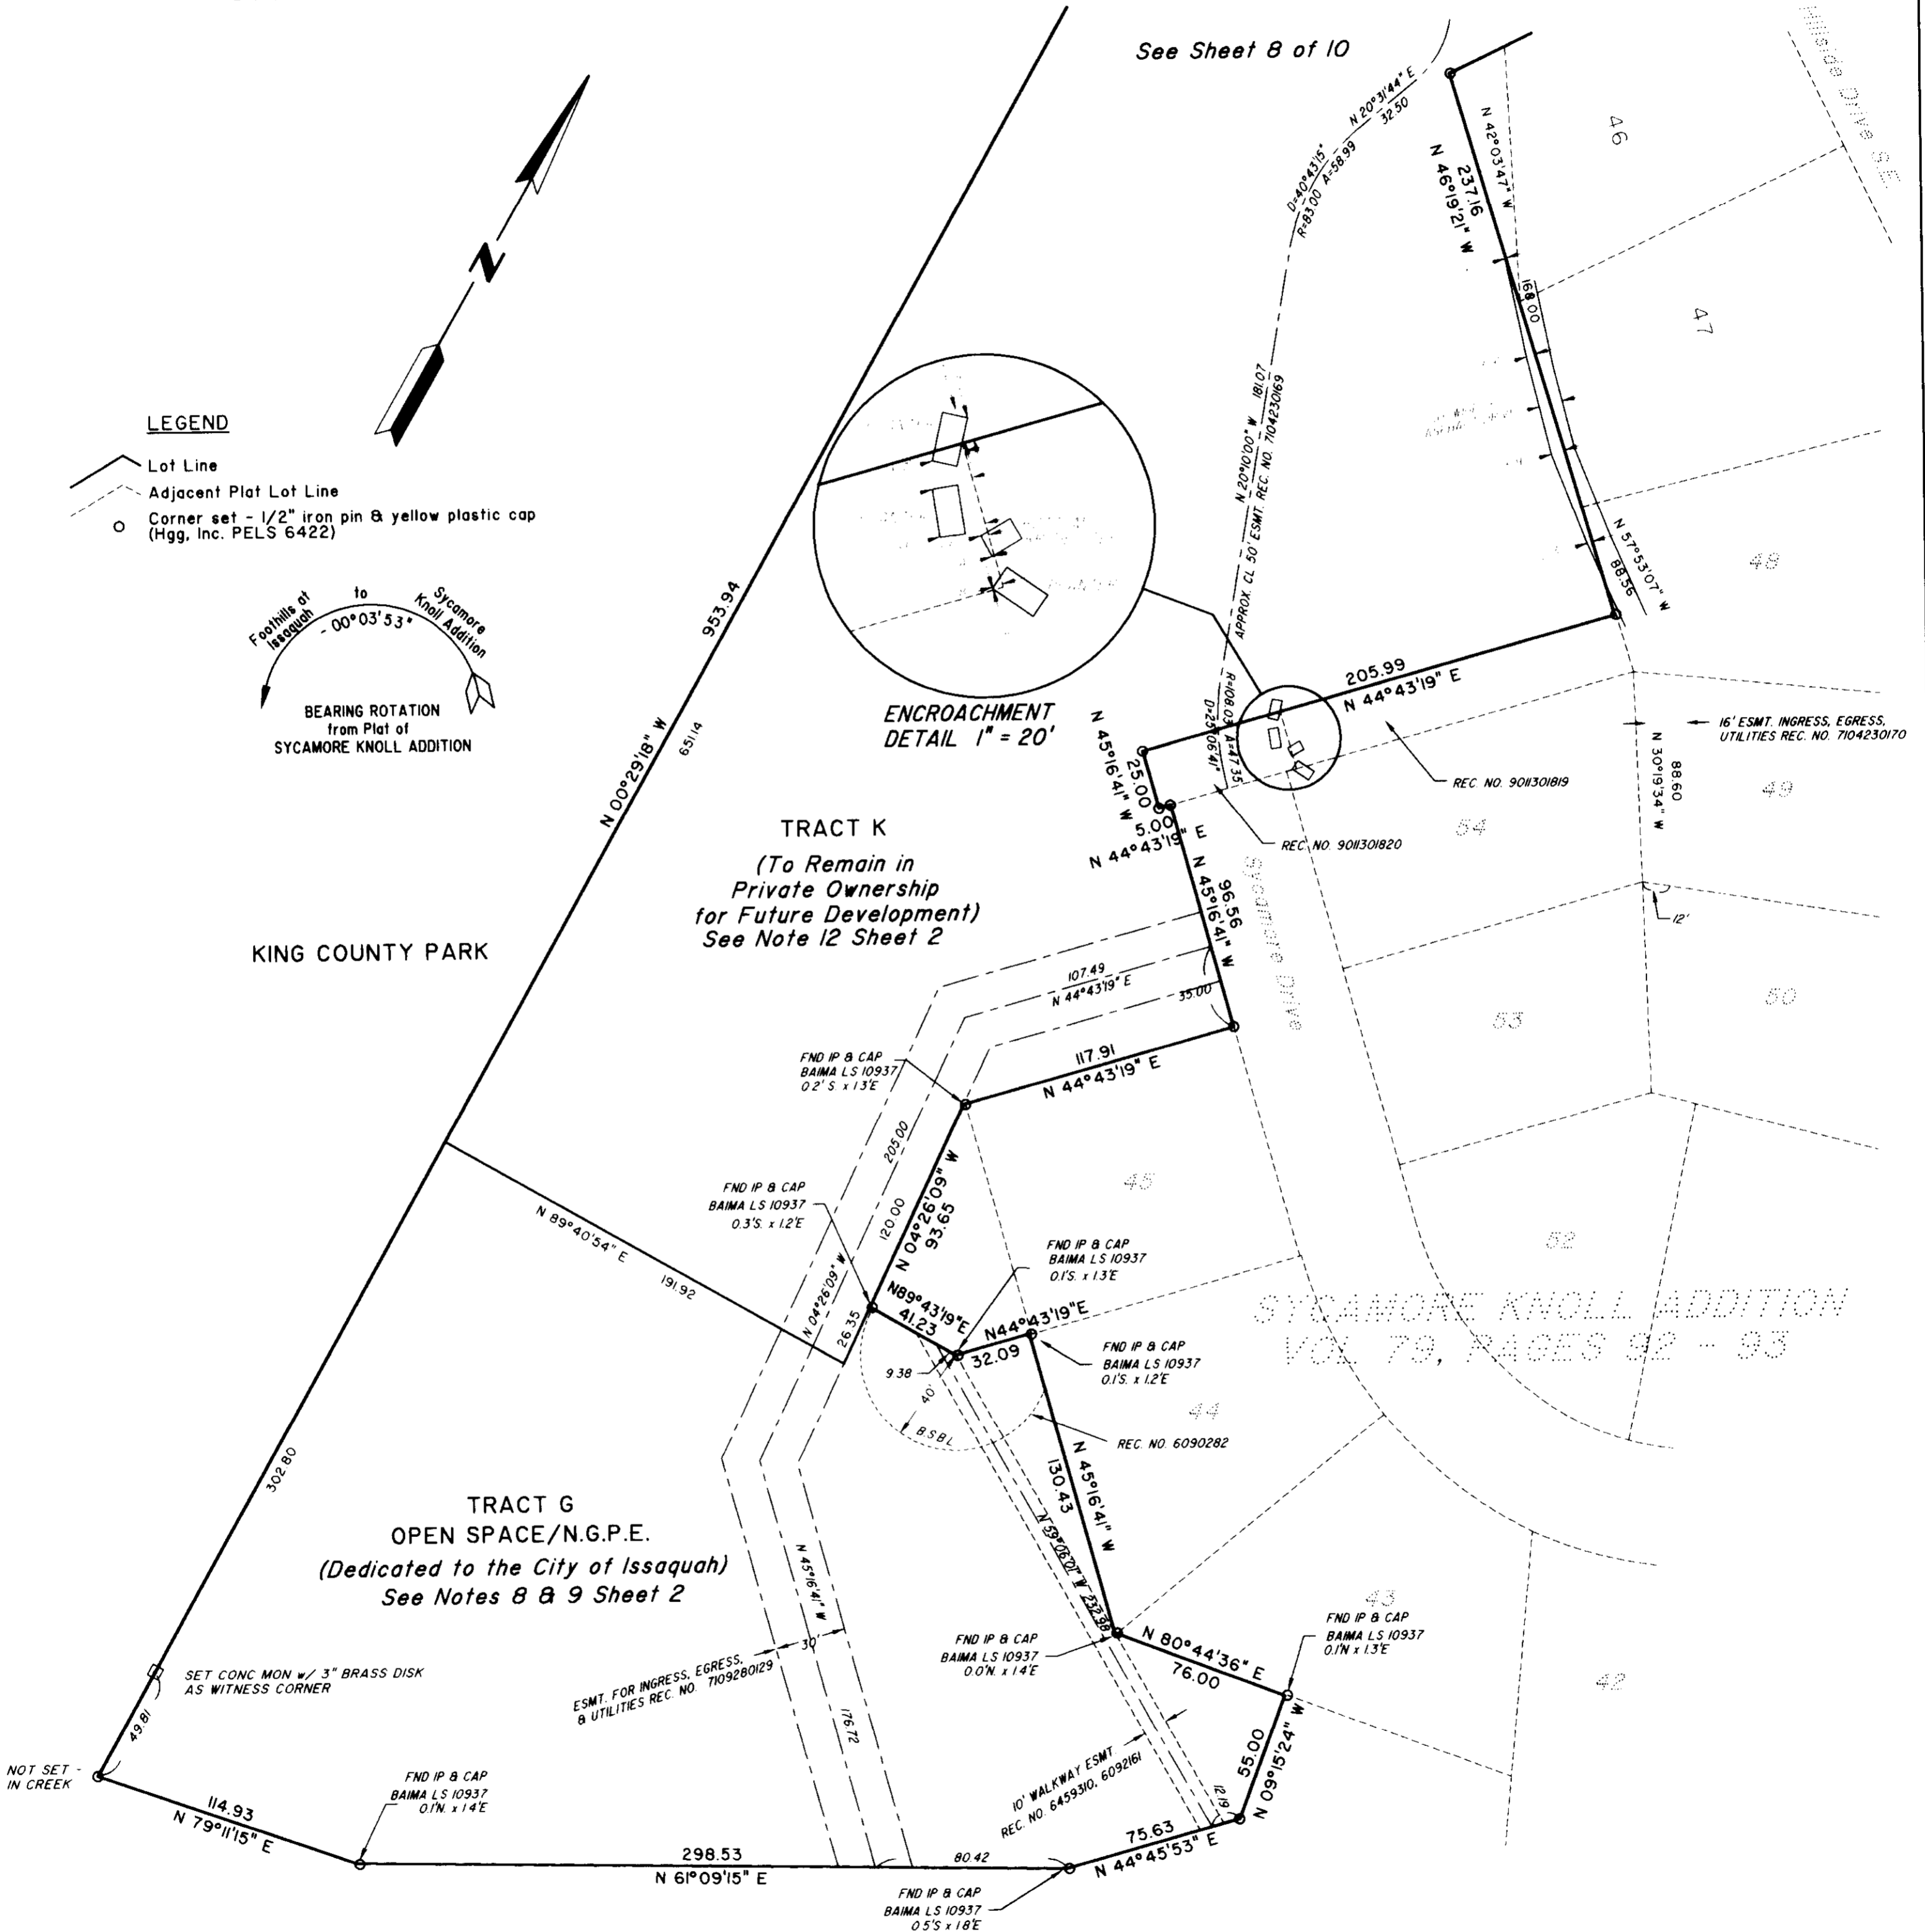 See Sheet 8 of 10
Hillside Drive S.E.
N 20°31'44" E
32.50
D=40°43'15"
R=83.00 A=58.99
N 42°03'47" W
237.16
N 46°19'21" W
168.00
46
47
48
N 57°53'07" W
88.56
N
LEGEND
Lot Line
Adjacent Plat Lot Line
Corner set - 1/2" iron pin & yellow plastic cap
(Hgg, Inc. PELS 6422)
Foothills at
Issaquah
to
Sycamore
Knoll Addition
- 00°03'53"
BEARING ROTATION
from Plat of
SYCAMORE KNOLL ADDITION
953.94
N 00°29'18" W
651.14
ENCROACHMENT
DETAIL 1" = 20'
N 20°10'00" W 181.07
APPROX. CL 50' ESMT. REC. NO. 7104230169
R=108.03 A=47.35
D=25°06'41"
205.99
N 44°43'19" E
16' ESMT. INGRESS, EGRESS,
UTILITIES REC. NO. 7104230170
88.60
N 30°19'34" W
12'
49
50
REC. NO. 9011301819
REC. NO. 9011301820
54
53
52
N 45°16'41" W
25.00
5.00
N 44°43'19" E
96.56
N 45°16'41" W
Sycamore Drive
TRACT K
(To Remain in
Private Ownership
for Future Development)
See Note 12 Sheet 2
KING COUNTY PARK
107.49
N 44°43'19" E
35.00
117.91
N 44°43'19" E
FND IP & CAP
BAIMA LS 10937
0.2' S. x 1.3'E
205.00
120.00
N 04°26'09" W
93.65
FND IP & CAP
BAIMA LS 10937
0.3'S. x 1.2'E
N 89°40'54" E
191.92
N 04°26'09" W
26.35
45
FND IP & CAP
BAIMA LS 10937
0.1'S. x 1.3'E
N89°43'19"E
41.23
N44°43'19"E
32.09
FND IP & CAP
BAIMA LS 10937
0.1'S. x 1.2'E
9.38
40'
B.S.B.L.
SYCAMORE KNOLL ADDITION
VOL 79, PAGES 92 - 93
44
REC. NO. 6090282
N 45°16'41" W
130.43
302.80
TRACT G
OPEN SPACE/N.G.P.E.
(Dedicated to the City of Issaquah)
See Notes 8 & 9 Sheet 2
N 45°16'41" W
30'
176.72
ESMT. FOR INGRESS, EGRESS,
& UTILITIES REC. NO. 7109280129
N 59°06'07" W 232.98
43
42
FND IP & CAP
BAIMA LS 10937
0.1'N x 1.3'E
FND IP & CAP
BAIMA LS 10937
0.0'N. x 1.4'E
N 80°44'36" E
76.00
55.00
N 09°15'24" W
SET CONC MON w/ 3" BRASS DISK
AS WITNESS CORNER
49.81
NOT SET -
IN CREEK
114.93
N 79°11'15" E
FND IP & CAP
BAIMA LS 10937
0.1'N. x 1.4'E
10' WALKWAY ESMT.
REC. NO. 6459310, 6092161
12.19
75.63
N 44°45'53" E
298.53
N 61°09'15" E
80.42
FND IP & CAP
BAIMA LS 10937
0.5'S x 1.8'E